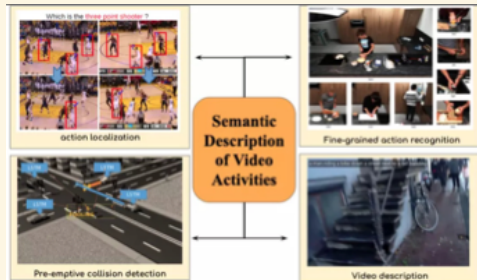 Which is the three point shooter ?
action localization
Semantic
Description
of Video
Activities
Fine-grained action recognition
Pre-emptive collision detection
Video description